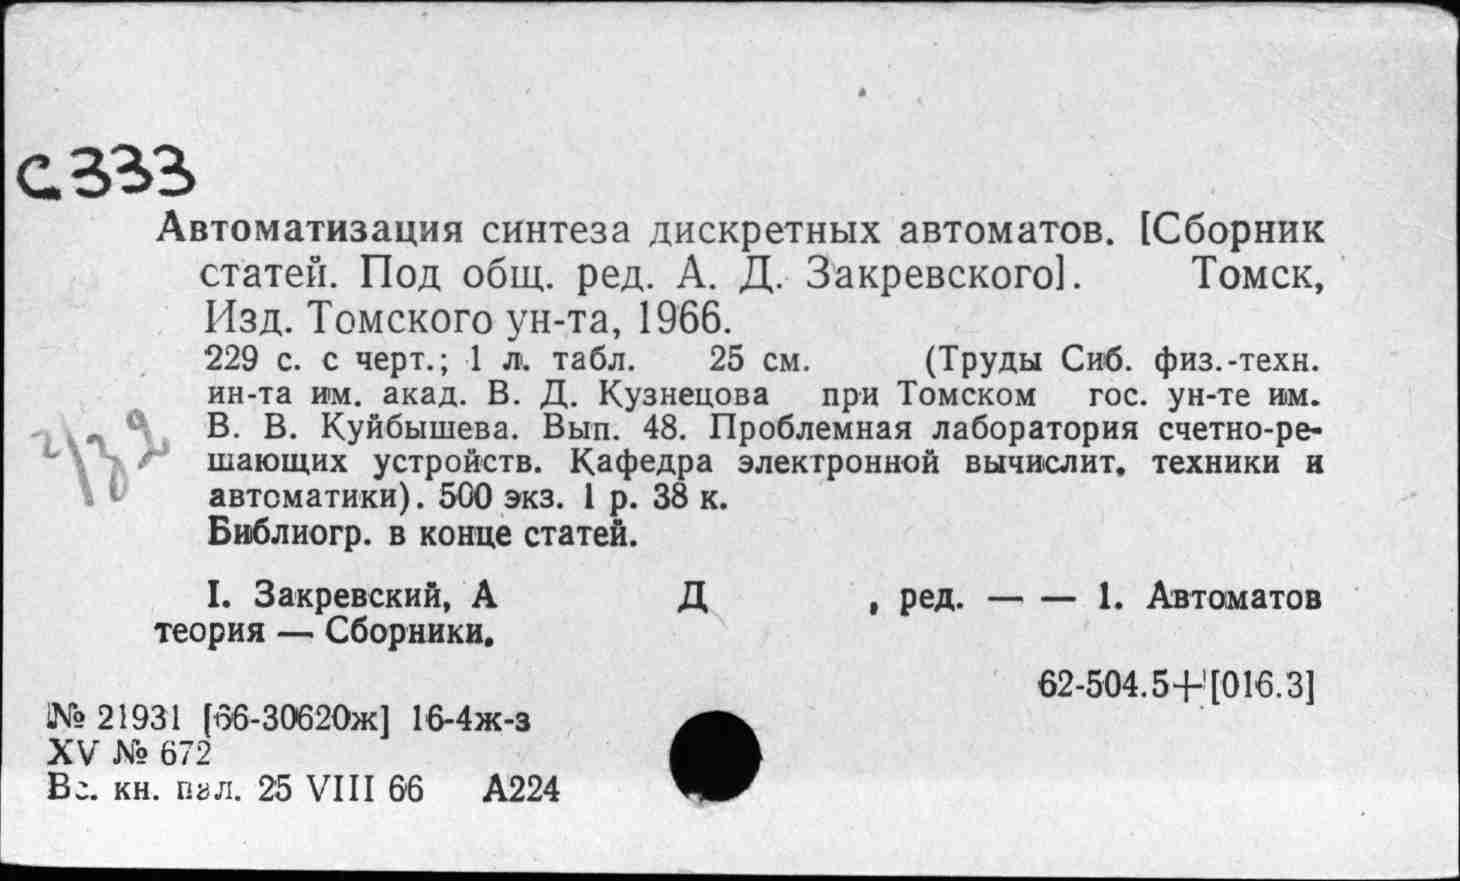 С333
Автоматизация синтеза дискретных автоматов. [Сборник
статей. Под общ. ред. А. Д. Закревского]. Томск,
Изд. Томского ун-та, 1966.
229 с. с черт.; 1 л. табл. 25 см. (Труды Сиб. физ.-техн.
ин-та им. акад. В. Д. Кузнецова при Томском гос. ун-те им.
В. В. Куйбышева. Вып. 48. Проблемная лаборатория счетно-ре-
шающих устройств. Кафедра электронной вычислит. техники и
автоматики). 500 экз. 1 р. 38 к.
Библиогр. в конце статей.
I. Закревский, А Д , ред. — — 1. Автоматов
теория — Сборники.
62-504.5+[016.3]
№ 21931 [66-30620ж] 16-4ж-з
XV № 672
Вс. кн. пал. 25 VIII 66 А224